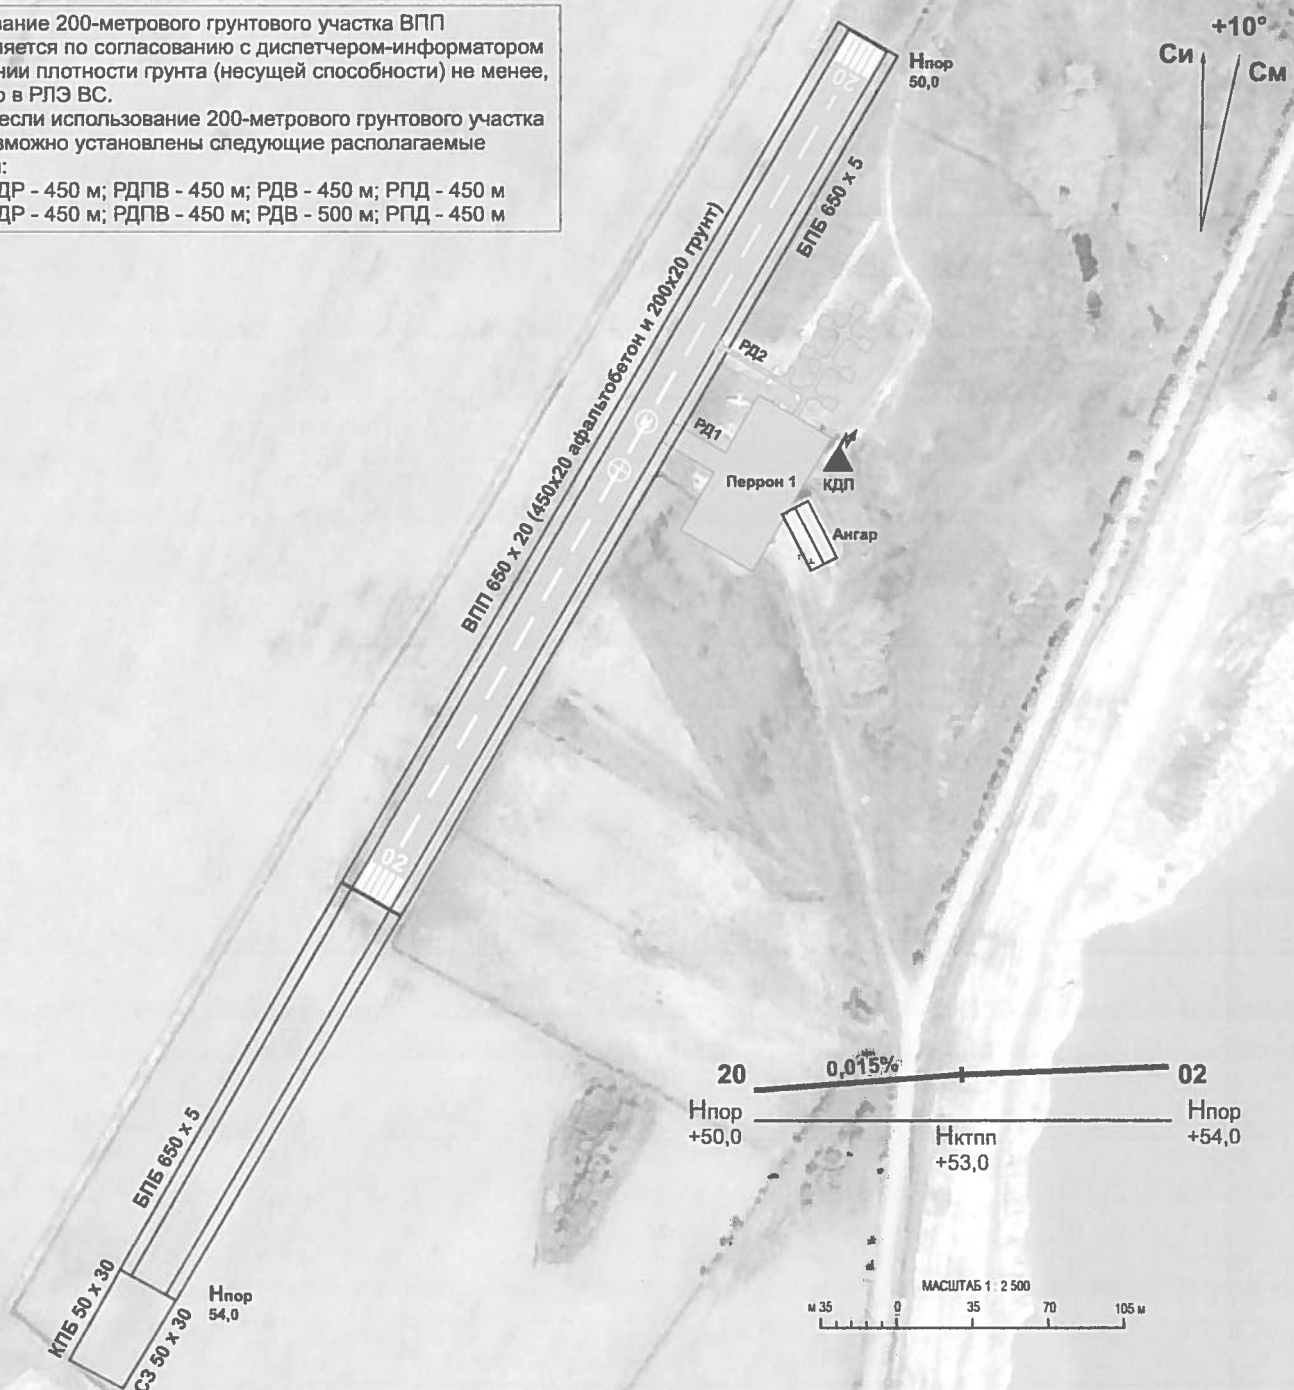 ание 200-метрового грунтового участка ВПП
яется по согласованию с диспетчером-информатором
нии плотности грунта (несущей способности) не менее,
о в РЛЭ ВС.
если использование 200-метрового грунтового участка
зможно установлены следующие располагаемые
:
ДР - 450 м; РДПВ - 450 м; РДВ - 450 м; РПД - 450 м
ДР - 450 м; РДПВ - 450 м; РДВ - 500 м; РПД - 450 м
+10°
Си
См
Нпор
50,0
20
БПБ 650 х 5
ВПП 650 х 20 (450х20 афальтобетон и 200х20 грунт)
РД2
РД1
Перрон 1
КДП
Ангар
02
БПБ 650 х 5
КПБ 50 х 30
СЗ 50 х 30
Нпор
54,0
20
0,015%
02
Нпор
+50,0
Нктпп
+53,0
Нпор
+54,0
МАСШТАБ 1 : 2 500
м 35 0 35 70 105 м